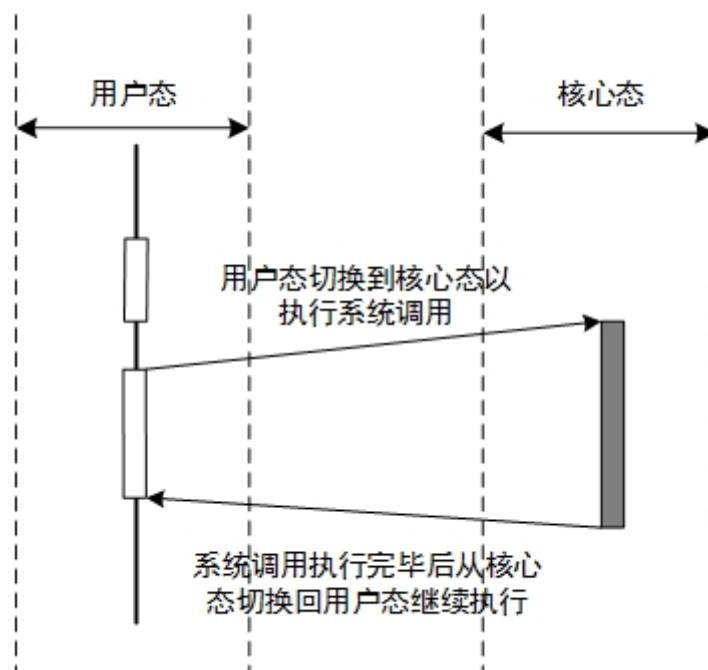 用户态
核心态
用户态切换到核心态以
执行系统调用
系统调用执行完毕后从核心
态切换回用户态继续执行